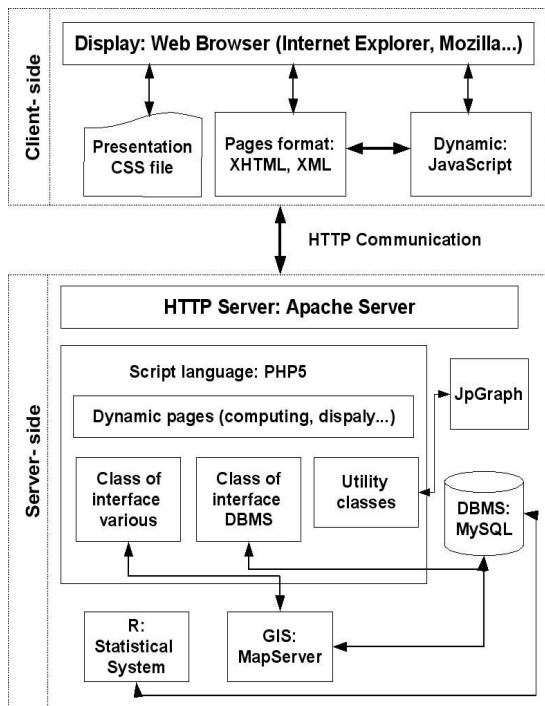 Client- side
Display: Web Browser (Internet Explorer, Mozilla...)
Presentation
CSS file
Pages format:
XHTML, XML
Dynamic:
JavaScript
HTTP Communication
Server- side
HTTP Server: Apache Server
Script language: PHP5
Dynamic pages (computing, dispaly...)
JpGraph
Class of
interface
various
Class of
interface
DBMS
Utility
classes
DBMS:
MySQL
R:
Statistical
System
GIS:
MapServer